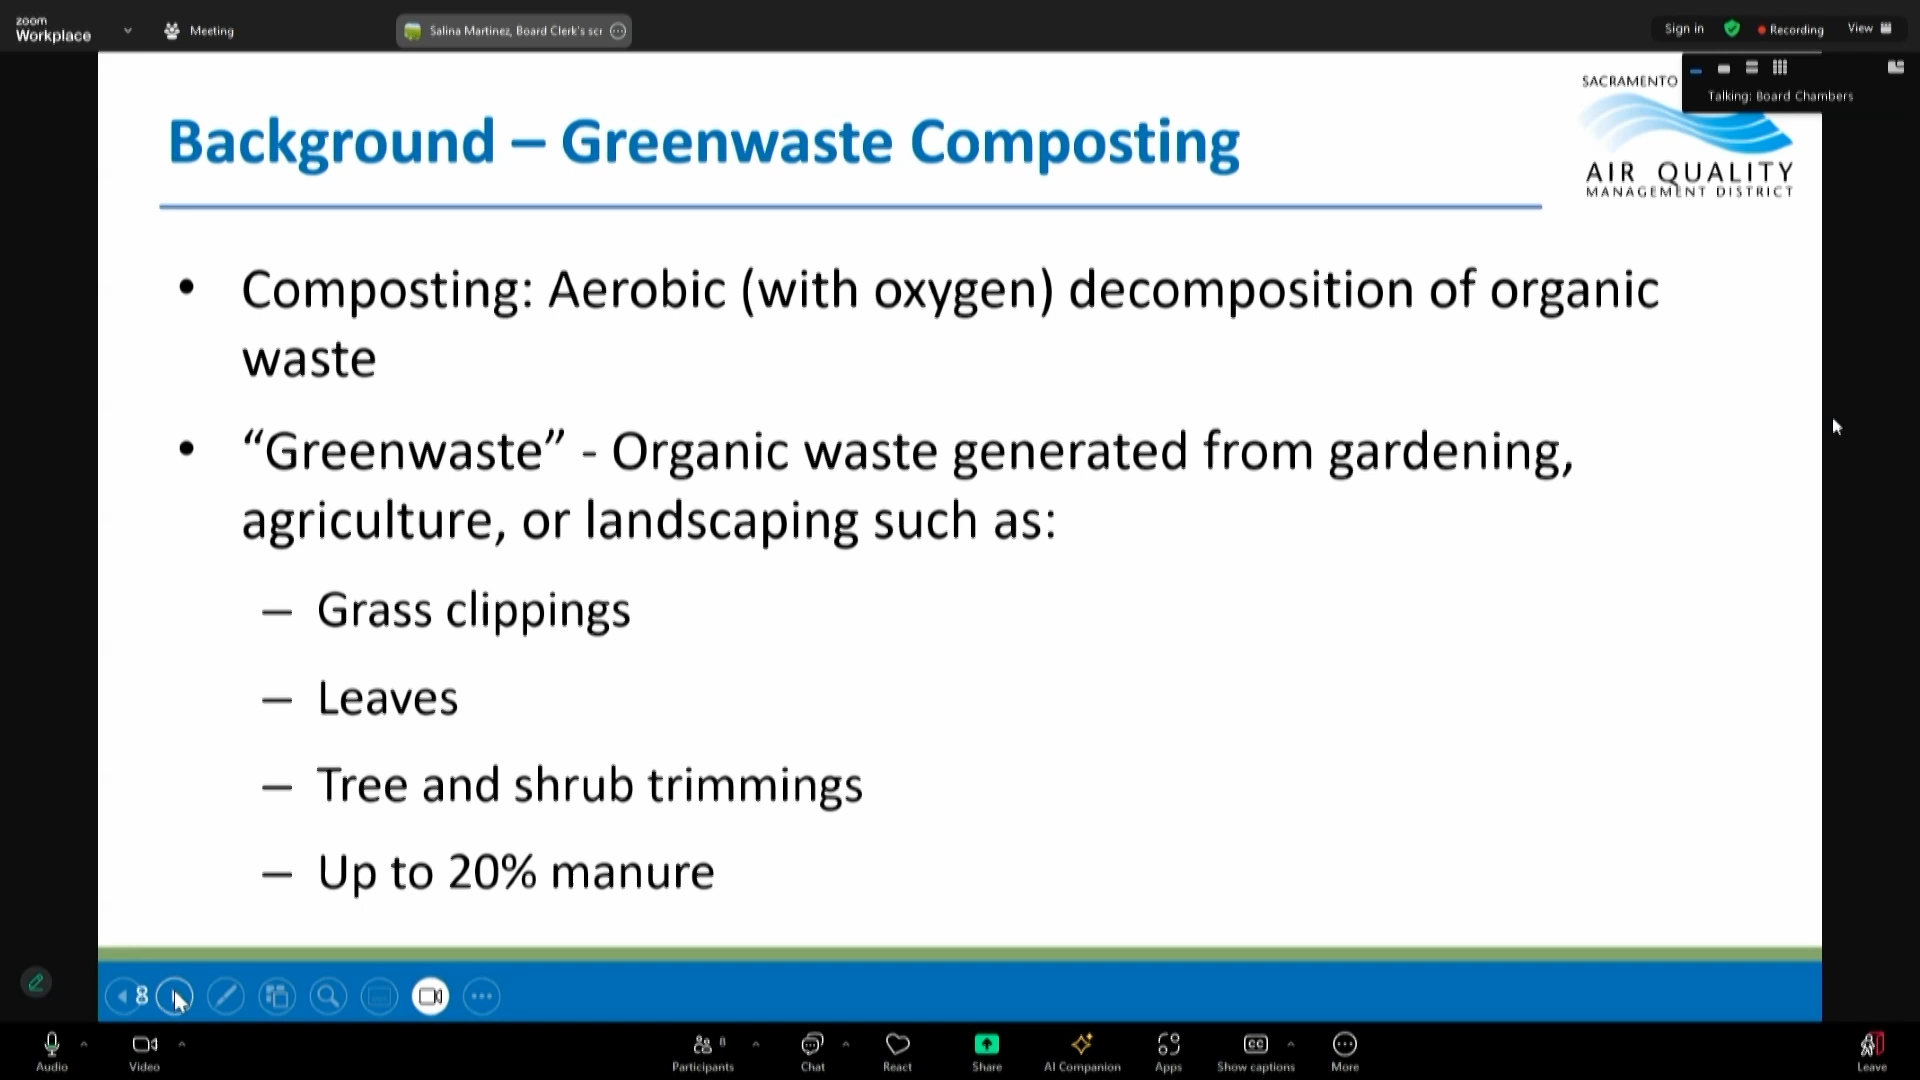 zoom
Workplace
Meeting
Salina Martinez, Board Clerk's scr
Sign in
Recording
View
Talking: Board Chambers
SACRAMENTO
AIR QUALITY
MANAGEMENT DISTRICT
Background – Greenwaste Composting
• Composting: Aerobic (with oxygen) decomposition of organic
waste
• “Greenwaste” - Organic waste generated from gardening,
agriculture, or landscaping such as:
– Grass clippings
– Leaves
– Tree and shrub trimmings
– Up to 20% manure
8
Audio
Video
Participants
8
Chat
React
Share
AI Companion
Apps
CC
Show captions
More
Leave